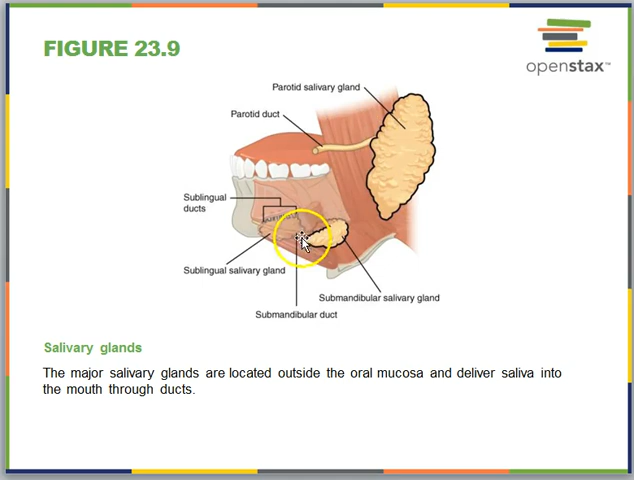 FIGURE 23.9
openstax™
Parotid salivary gland
Parotid duct
Sublingual
ducts
Sublingual salivary gland
Submandibular salivary gland
Submandibular duct
Salivary glands
The major salivary glands are located outside the oral mucosa and deliver saliva into
the mouth through ducts.